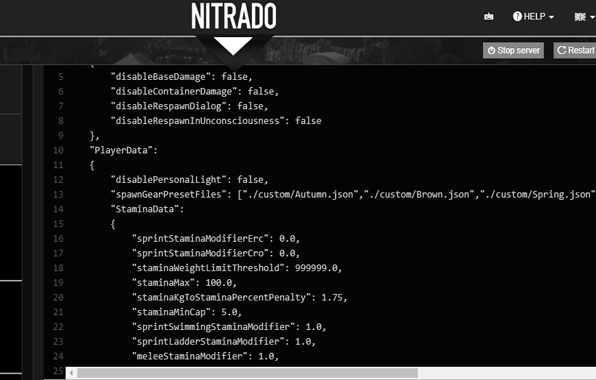 NITRADO
HELP
Stop server
Restart
5 "disableBaseDamage": false,
6 "disableContainerDamage": false,
7 "disableRespawnDialog": false,
8 "disableRespawnInUnconsciousness": false
9 },
10 "PlayerData":
11 {
12 "disablePersonalLight": false,
13 "spawnGearPresetFiles": ["./custom/Autumn.json","./custom/Brown.json","./custom/Spring.json"
14 "StaminaData":
15 {
16 "sprintStaminaModifierErc": 0.0,
17 "sprintStaminaModifierCro": 0.0,
18 "staminaWeightLimitThreshold": 999999.0,
19 "staminaMax": 100.0,
20 "staminaKgToStaminaPercentPenalty": 1.75,
21 "staminaMinCap": 5.0,
22 "sprintSwimmingStaminaModifier": 1.0,
23 "sprintLadderStaminaModifier": 1.0,
24 "meleeStaminaModifier": 1.0,
25